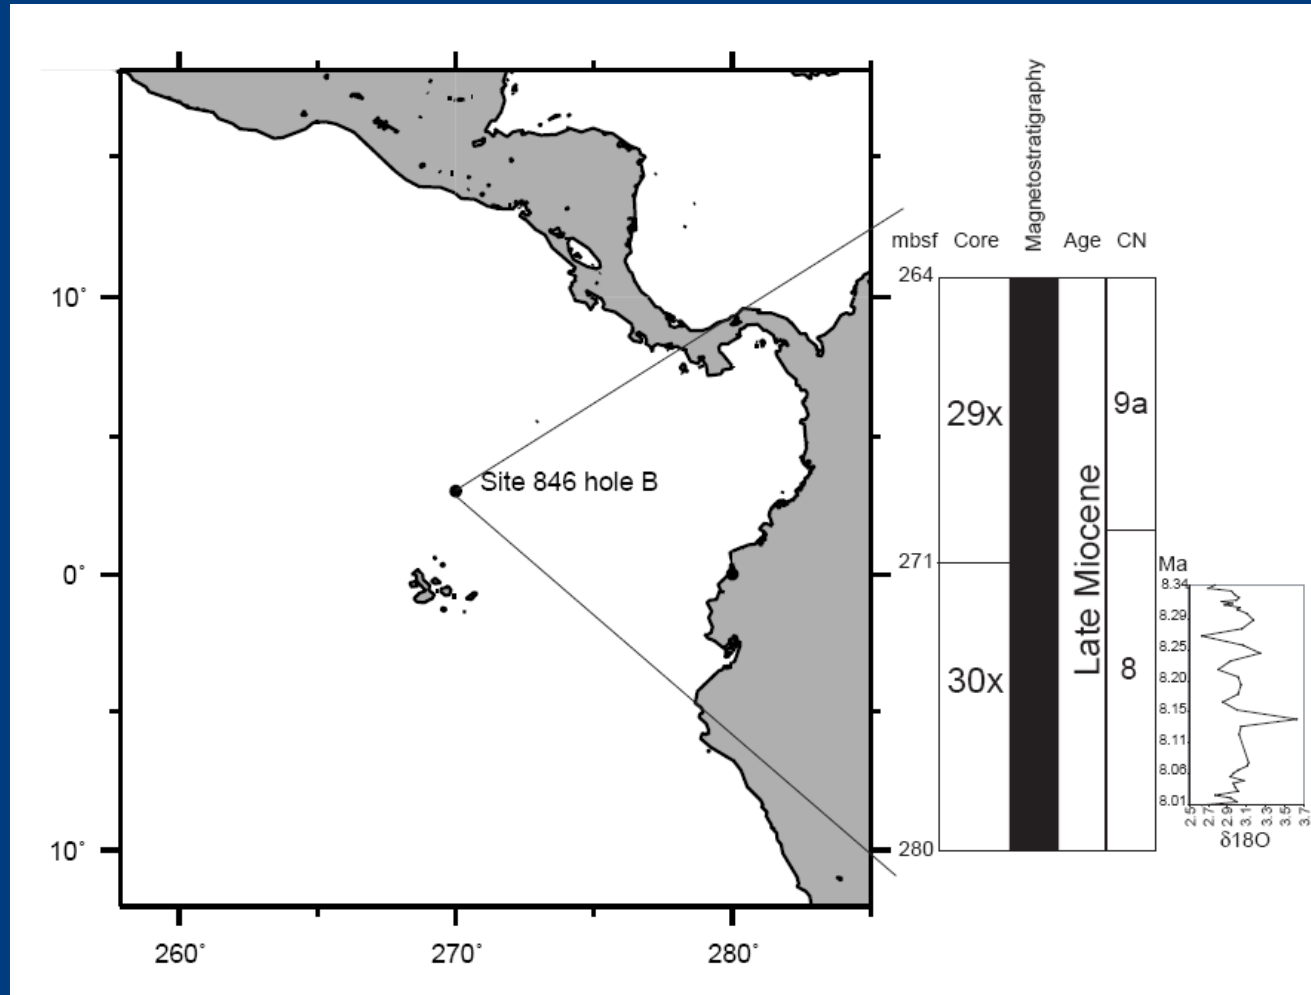 Magnetostratigraphy
mbsf Core Age CN
264
10°
29x
9a
Site 846 hole B
Late Miocene
271
Ma
0°
8.34
8.29
8.25
30x
8
8.20
8.15
8.11
8.06
8.01
2.5 2.7 2.9 3.1 3.3 3.5 3.7
δ18O
10°
280
260° 270° 280°